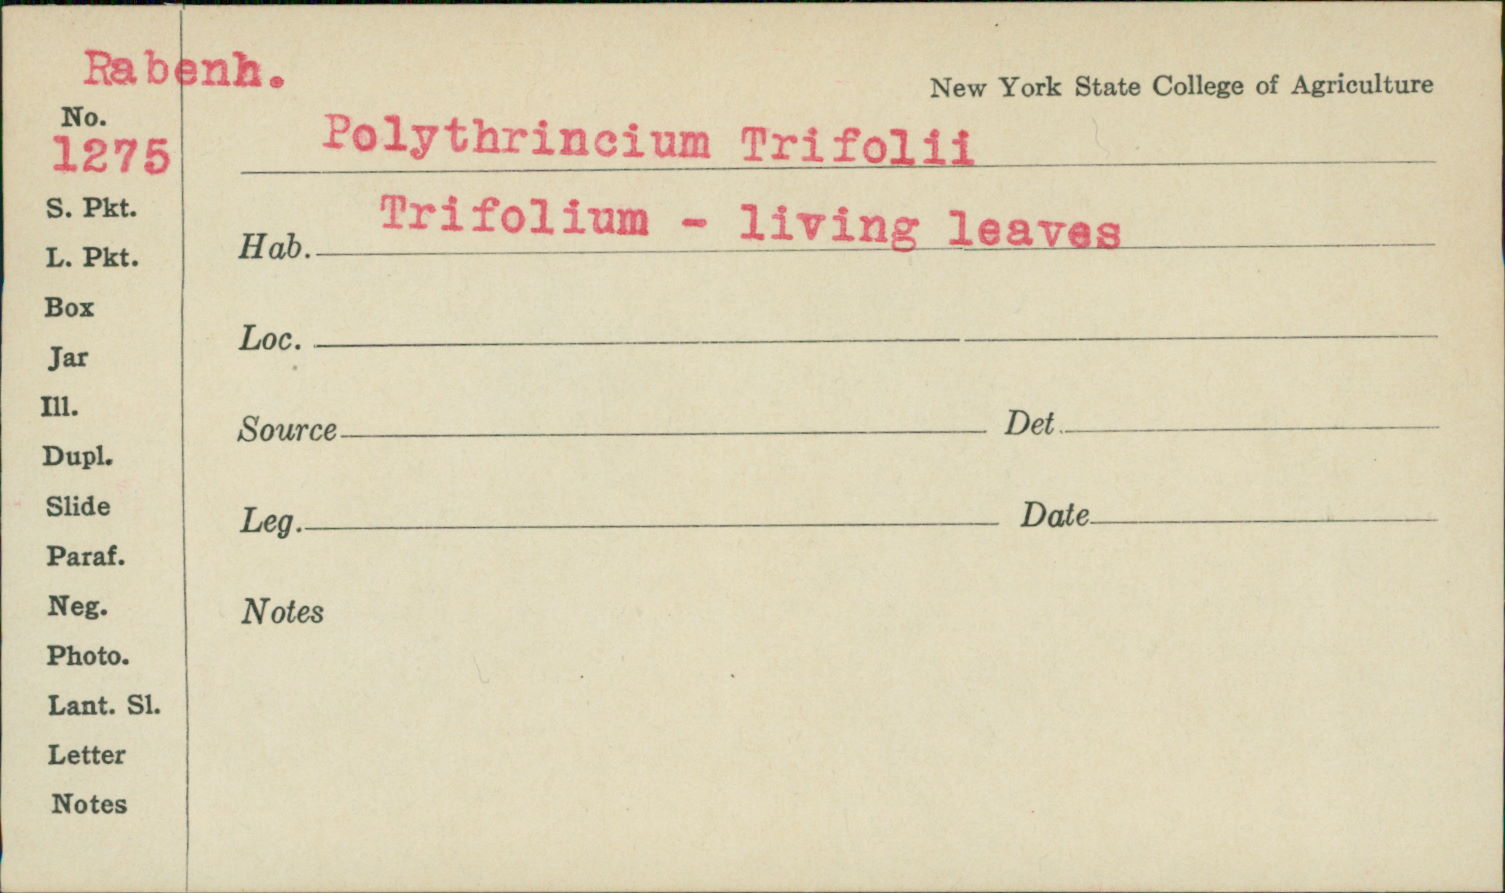 Rabenh.
New York State College of Agriculture
No.
1275
Polythrincium Trifolii
S. Pkt.
Hab. Trifolium - living leaves
L. Pkt.
Box
Loc.
Jar
Ill.
Source Det.
Dupl.
Slide
Leg. Date
Paraf.
Neg.
Notes
Photo.
Lant. Sl.
Letter
Notes